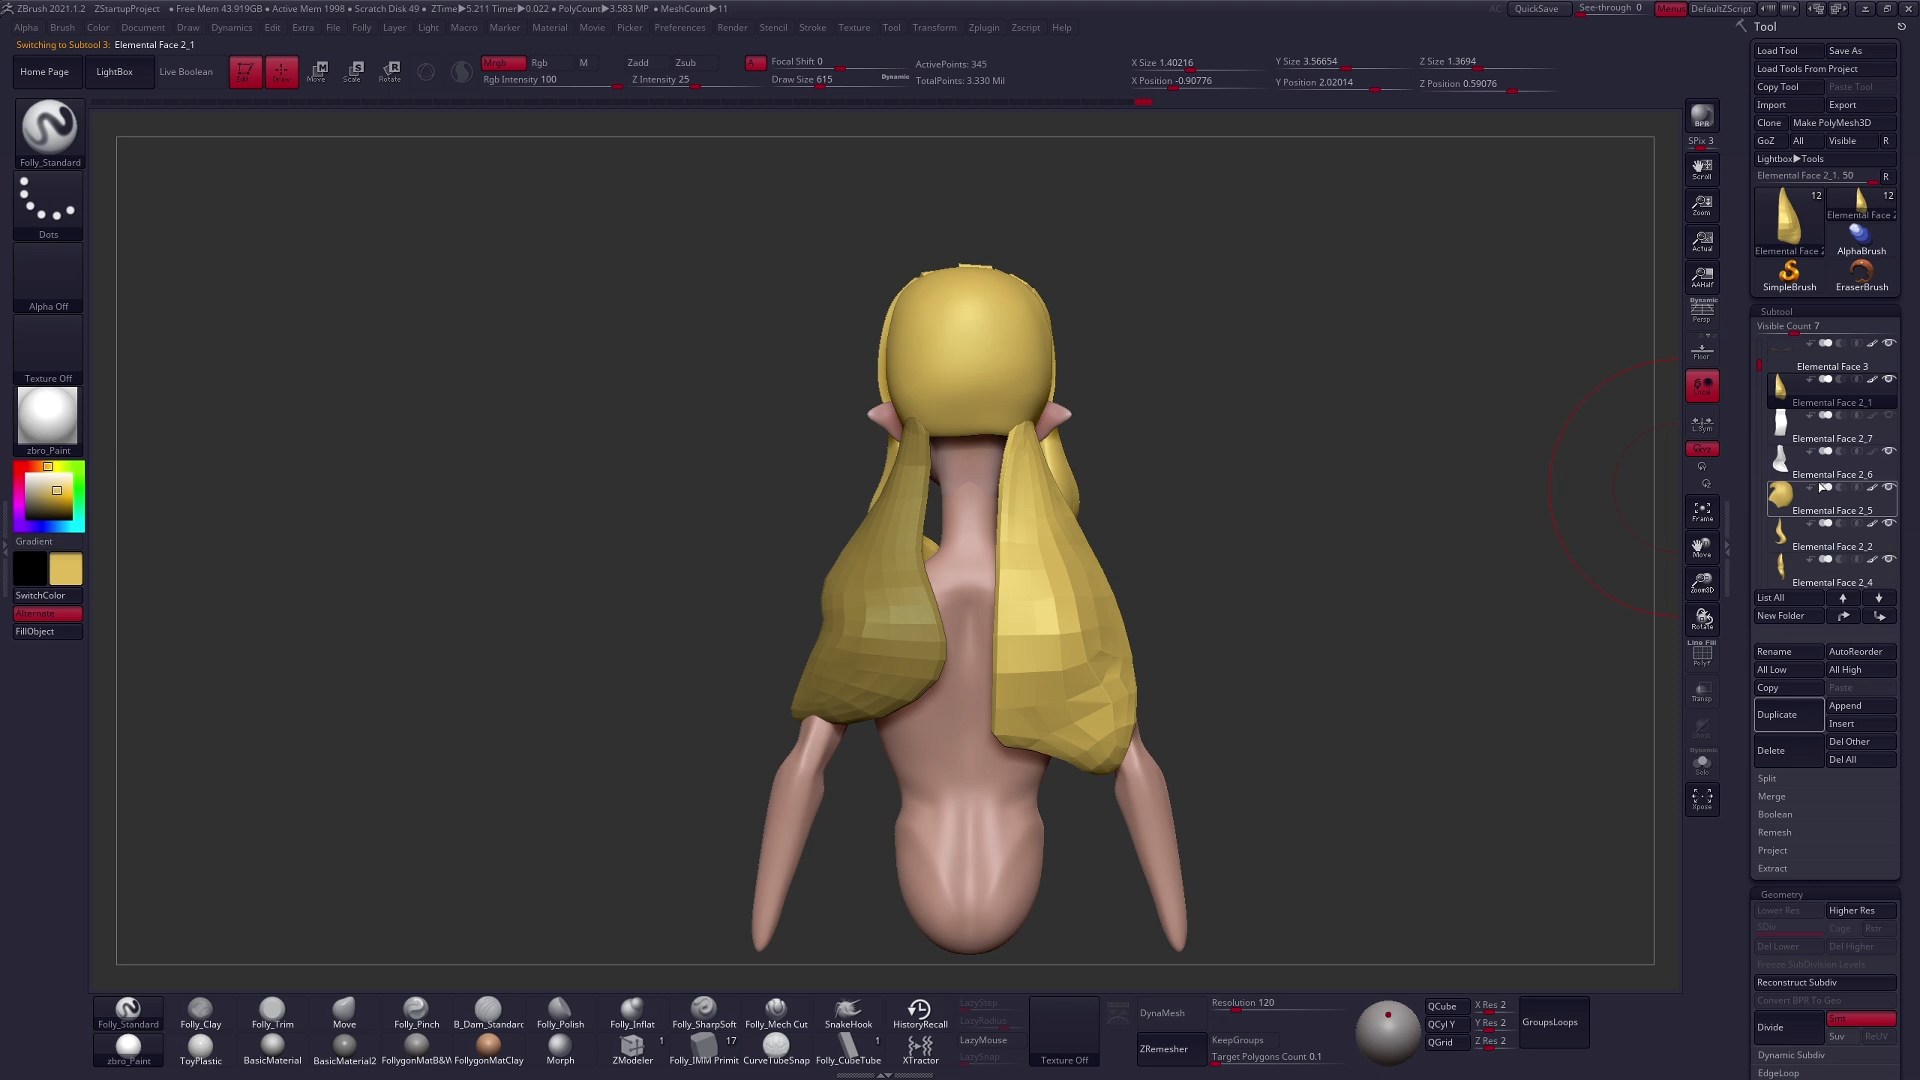 ZBrush 2021.1.2 ZStartupProject • Free Mem 43.919GB • Active Mem 1998 • Scratch Disk 49 • ZTime▶5.211 Timer▶0.022 • PolyCount▶3.583 MP • MeshCount▶11
AC QuickSave See-through 0 Menus DefaultZScript
Alpha Brush Color Document Draw Dynamics Edit Extra File Folly Layer Light Macro Marker Material Movie Picker Preferences Render Stencil Stroke Texture Tool Transform Zplugin Zscript Help
Tool
Switching to Subtool 3: Elemental Face 2_1
Home Page LightBox Live Boolean Edit Draw Move Scale Rotate
Mrgb Rgb M
Rgb Intensity 100
Zadd Zsub
Z Intensity 25
A Focal Shift 0
Draw Size 615 Dynamic
ActivePoints: 345
TotalPoints: 3.330 Mil
X Size 1.40216 Y Size 3.56654 Z Size 1.3694
X Position -0.90776 Y Position 2.02014 Z Position 0.59076
Folly_Standard
Dots
Alpha Off
Texture Off
zbro_Paint
Gradient
SwitchColor
Alternate
FillObject
BPR
SPix 3
Scroll
Zoom
Actual
AAHalf
Dynamic
Persp
Floor
Local
L.Sym
Frame
Move
Zoom3D
Rotate
Line Fill
PolyF
Transp
Dynamic
Solo
Xpose
Load Tool Save As
Load Tools From Project
Copy Tool Paste Tool
Import Export
Clone Make PolyMesh3D
GoZ All Visible R
Lightbox▶Tools
Elemental Face 2_1. 50 R
12 12
Elemental Face 2
Elemental Face 2 AlphaBrush
SimpleBrush EraserBrush
Subtool
Visible Count 7
Elemental Face 3
Elemental Face 2_1
Elemental Face 2_7
Elemental Face 2_6
Elemental Face 2_5
Elemental Face 2_2
Elemental Face 2_4
List All
New Folder
Rename AutoReorder
All Low All High
Copy Paste
Duplicate Append
Insert
Delete Del Other
Del All
Split
Merge
Boolean
Remesh
Project
Extract
Geometry
Lower Res Higher Res
SDiv Cage Rstr
Del Lower Del Higher
Freeze SubDivision Levels
Reconstruct Subdiv
Convert BPR To Geo
Divide Smt
Suv ReUV
Dynamic Subdiv
EdgeLoop
Folly_Standard Folly_Clay Folly_Trim Move Folly_Pinch B_Dam_Standarc Folly_Polish Folly_Inflat Folly_SharpSoft Folly_Mech Cut SnakeHook HistoryRecall
zbro_Paint ToyPlastic BasicMaterial BasicMaterial2 FollygonMatB&W FollygonMatClay Morph ZModeler 1 Folly_IMM Primit 17 CurveTubeSnap Folly_CubeTube 1 XTractor
LazyStep
LazyRadius
LazyMouse
LazySnap
Texture Off
DynaMesh
ZRemesher
Resolution 120
KeepGroups
Target Polygons Count 0.1
QCube X Res 2
QCyl Y Y Res 2
QGrid Z Res 2
GroupsLoops